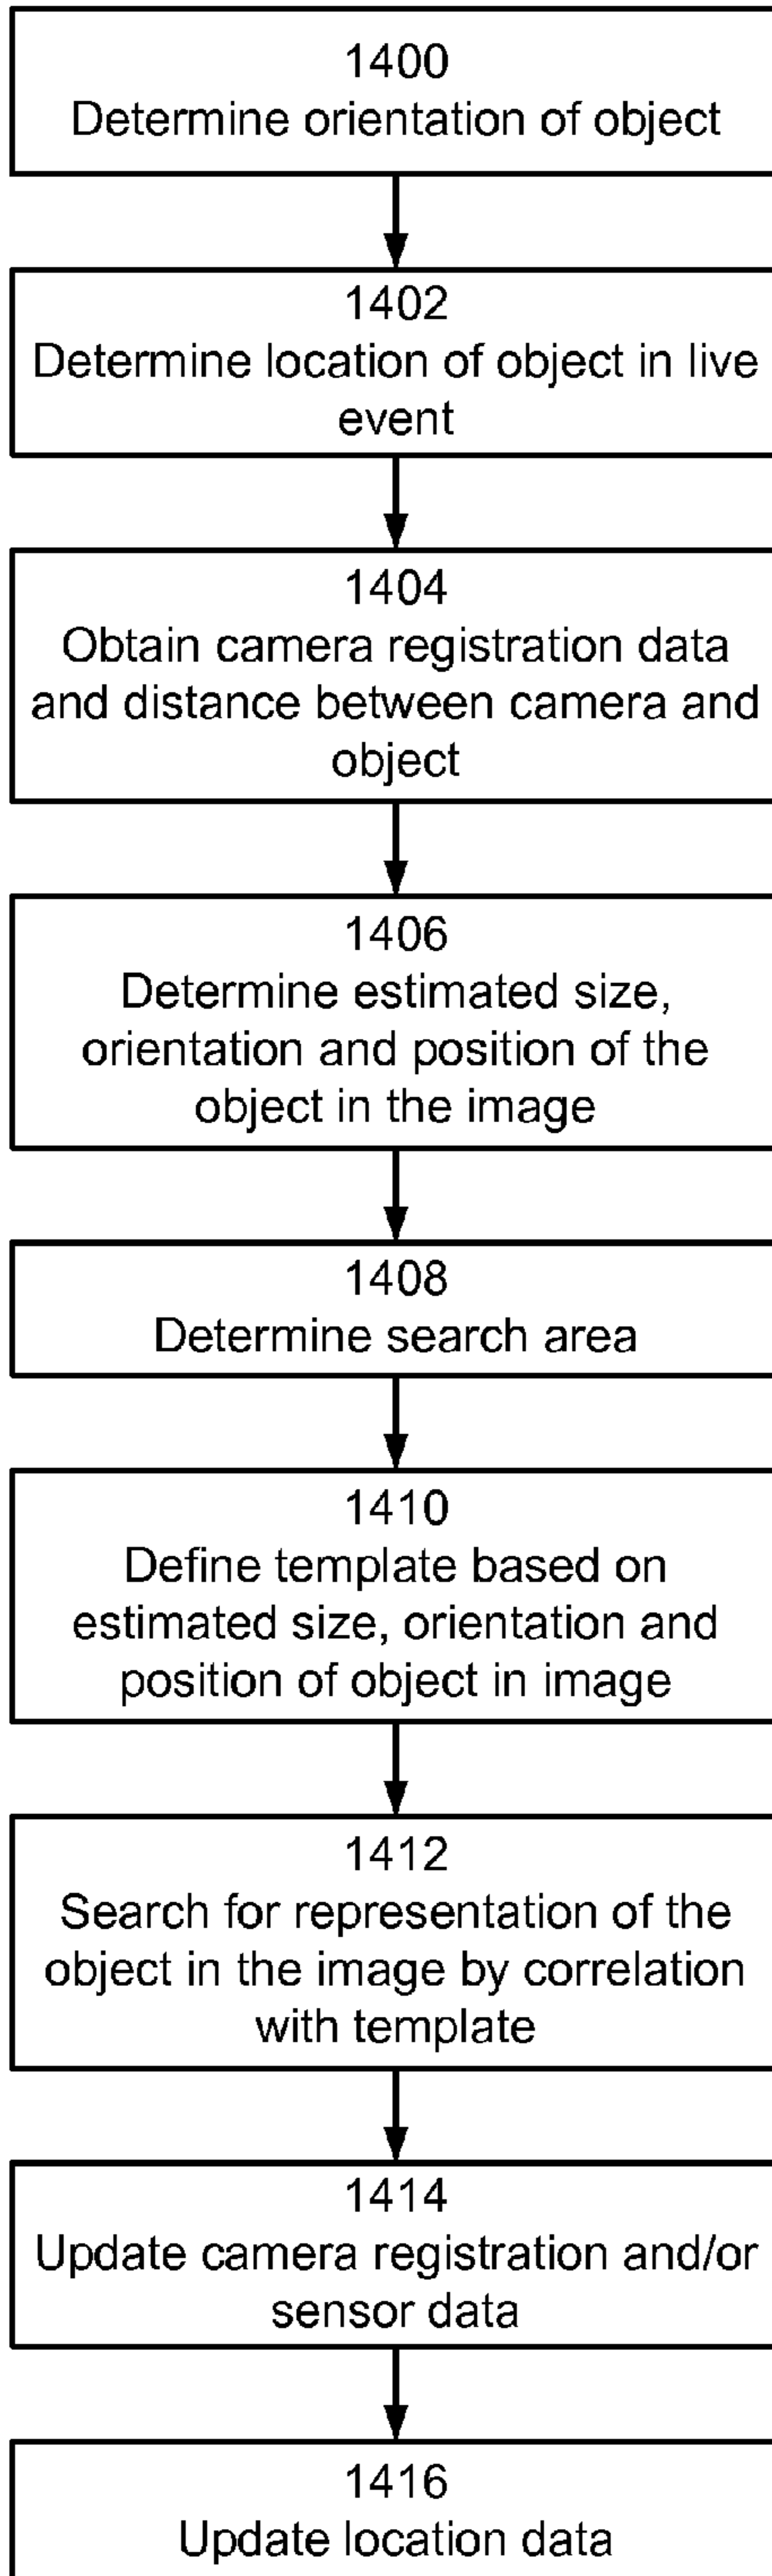 1400
Determine orientation of object
1402
Determine location of object in live
event
1404
Obtain camera registration data
and distance between camera and
object
1406
Determine estimated size,
orientation and position of the
object in the image
1408
Determine search area
1410
Define template based on
estimated size, orientation and
position of object in image
1412
Search for representation of the
object in the image by correlation
with template
1414
Update camera registration and/or
sensor data
1416
Update location data